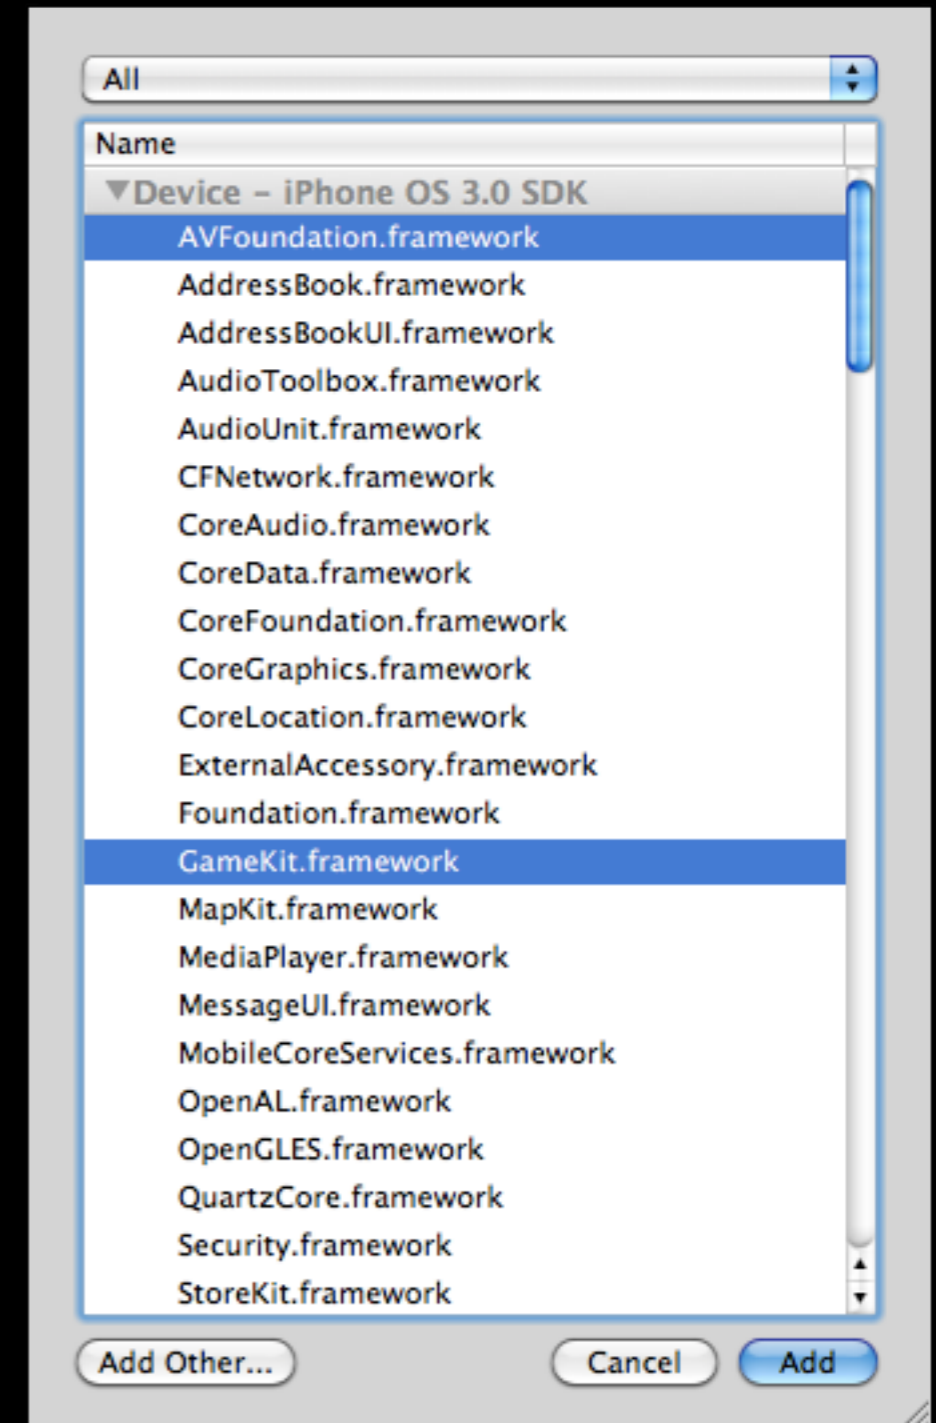 All
Name
Device – iPhone OS 3.0 SDK
AVFoundation.framework
AddressBook.framework
AddressBookUI.framework
AudioToolbox.framework
AudioUnit.framework
CFNetwork.framework
CoreAudio.framework
CoreData.framework
CoreFoundation.framework
CoreGraphics.framework
CoreLocation.framework
ExternalAccessory.framework
Foundation.framework
GameKit.framework
MapKit.framework
MediaPlayer.framework
MessageUI.framework
MobileCoreServices.framework
OpenAL.framework
OpenGLES.framework
QuartzCore.framework
Security.framework
StoreKit.framework
Add Other... Cancel Add